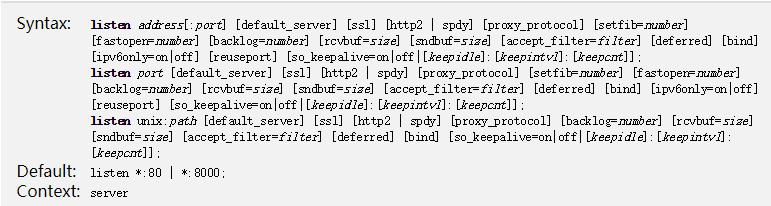 Syntax: listen address[:port] [default_server] [ssl] [http2 | spdy] [proxy_protocol] [setfib=number]
[fastopen=number] [backlog=number] [rcvbuf=size] [sndbuf=size] [accept_filter=filter] [deferred] [bind]
[ipv6only=on|off] [reuseport] [so_keepalive=on|off|[keepidle]:[keepintvl]:[keepcnt]];
listen port [default_server] [ssl] [http2 | spdy] [proxy_protocol] [setfib=number] [fastopen=number]
[backlog=number] [rcvbuf=size] [sndbuf=size] [accept_filter=filter] [deferred] [bind] [ipv6only=on|off]
[reuseport] [so_keepalive=on|off|[keepidle]:[keepintvl]:[keepcnt]];
listen unix:path [default_server] [ssl] [http2 | spdy] [proxy_protocol] [backlog=number] [rcvbuf=size]
[sndbuf=size] [accept_filter=filter] [deferred] [bind] [so_keepalive=on|off|[keepidle]:[keepintvl]:
[keepcnt]];
Default: listen *:80 | *:8000;
Context: server